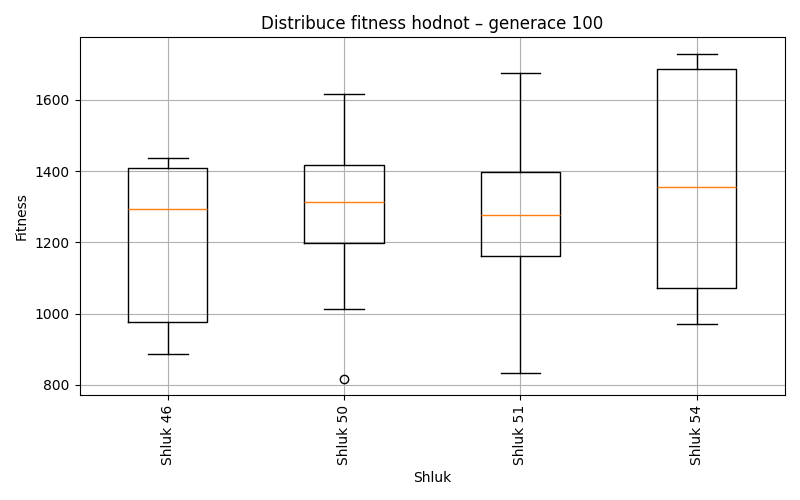 Distribuce fitness hodnot – generace 100
Fitness
1600
1400
1200
1000
800
Shluk 46
Shluk 50
Shluk 51
Shluk 54
Shluk